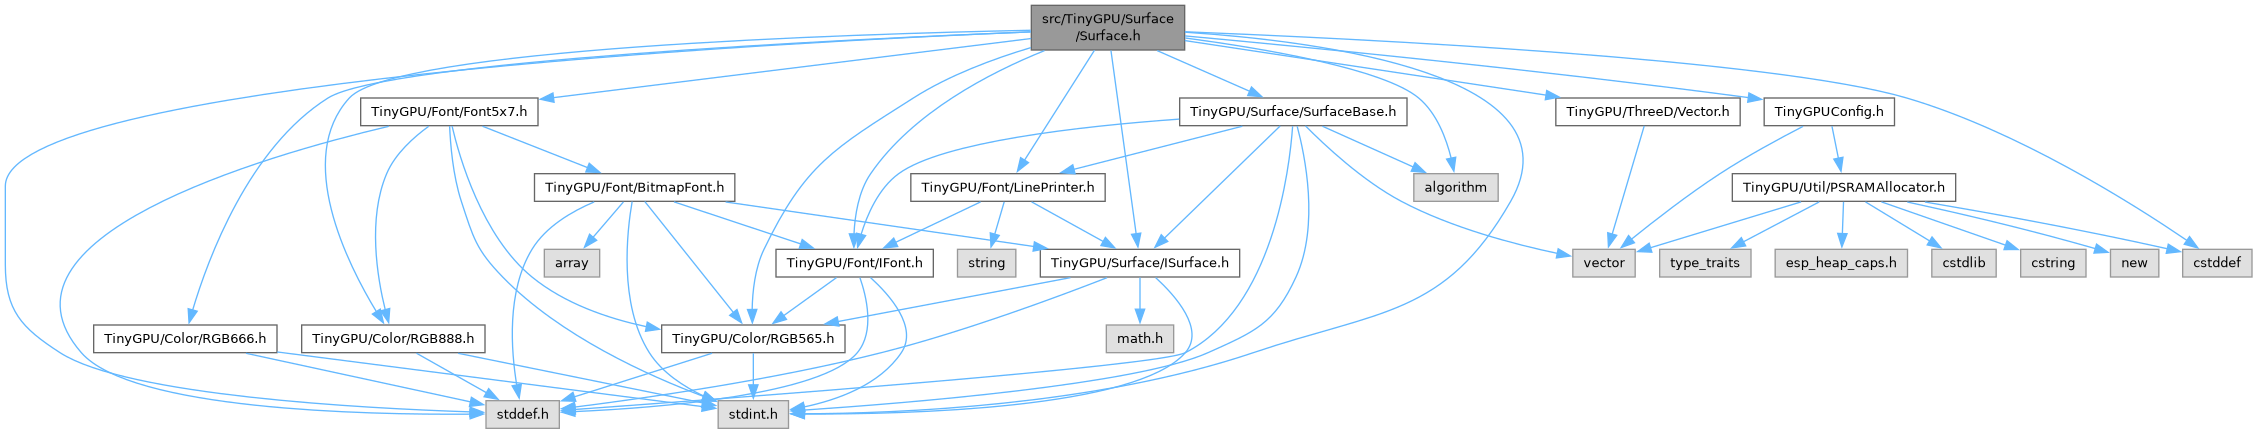 src/TinyGPU/Surface
/Surface.h
TinyGPU/Font/Font5x7.h
TinyGPU/Surface/SurfaceBase.h
TinyGPU/ThreeD/Vector.h
TinyGPUConfig.h
TinyGPU/Font/BitmapFont.h
TinyGPU/Font/LinePrinter.h
algorithm
TinyGPU/Util/PSRAMAllocator.h
array
TinyGPU/Font/IFont.h
string
TinyGPU/Surface/ISurface.h
vector
type_traits
esp_heap_caps.h
cstdlib
cstring
new
cstddef
TinyGPU/Color/RGB666.h
TinyGPU/Color/RGB888.h
TinyGPU/Color/RGB565.h
math.h
stddef.h
stdint.h